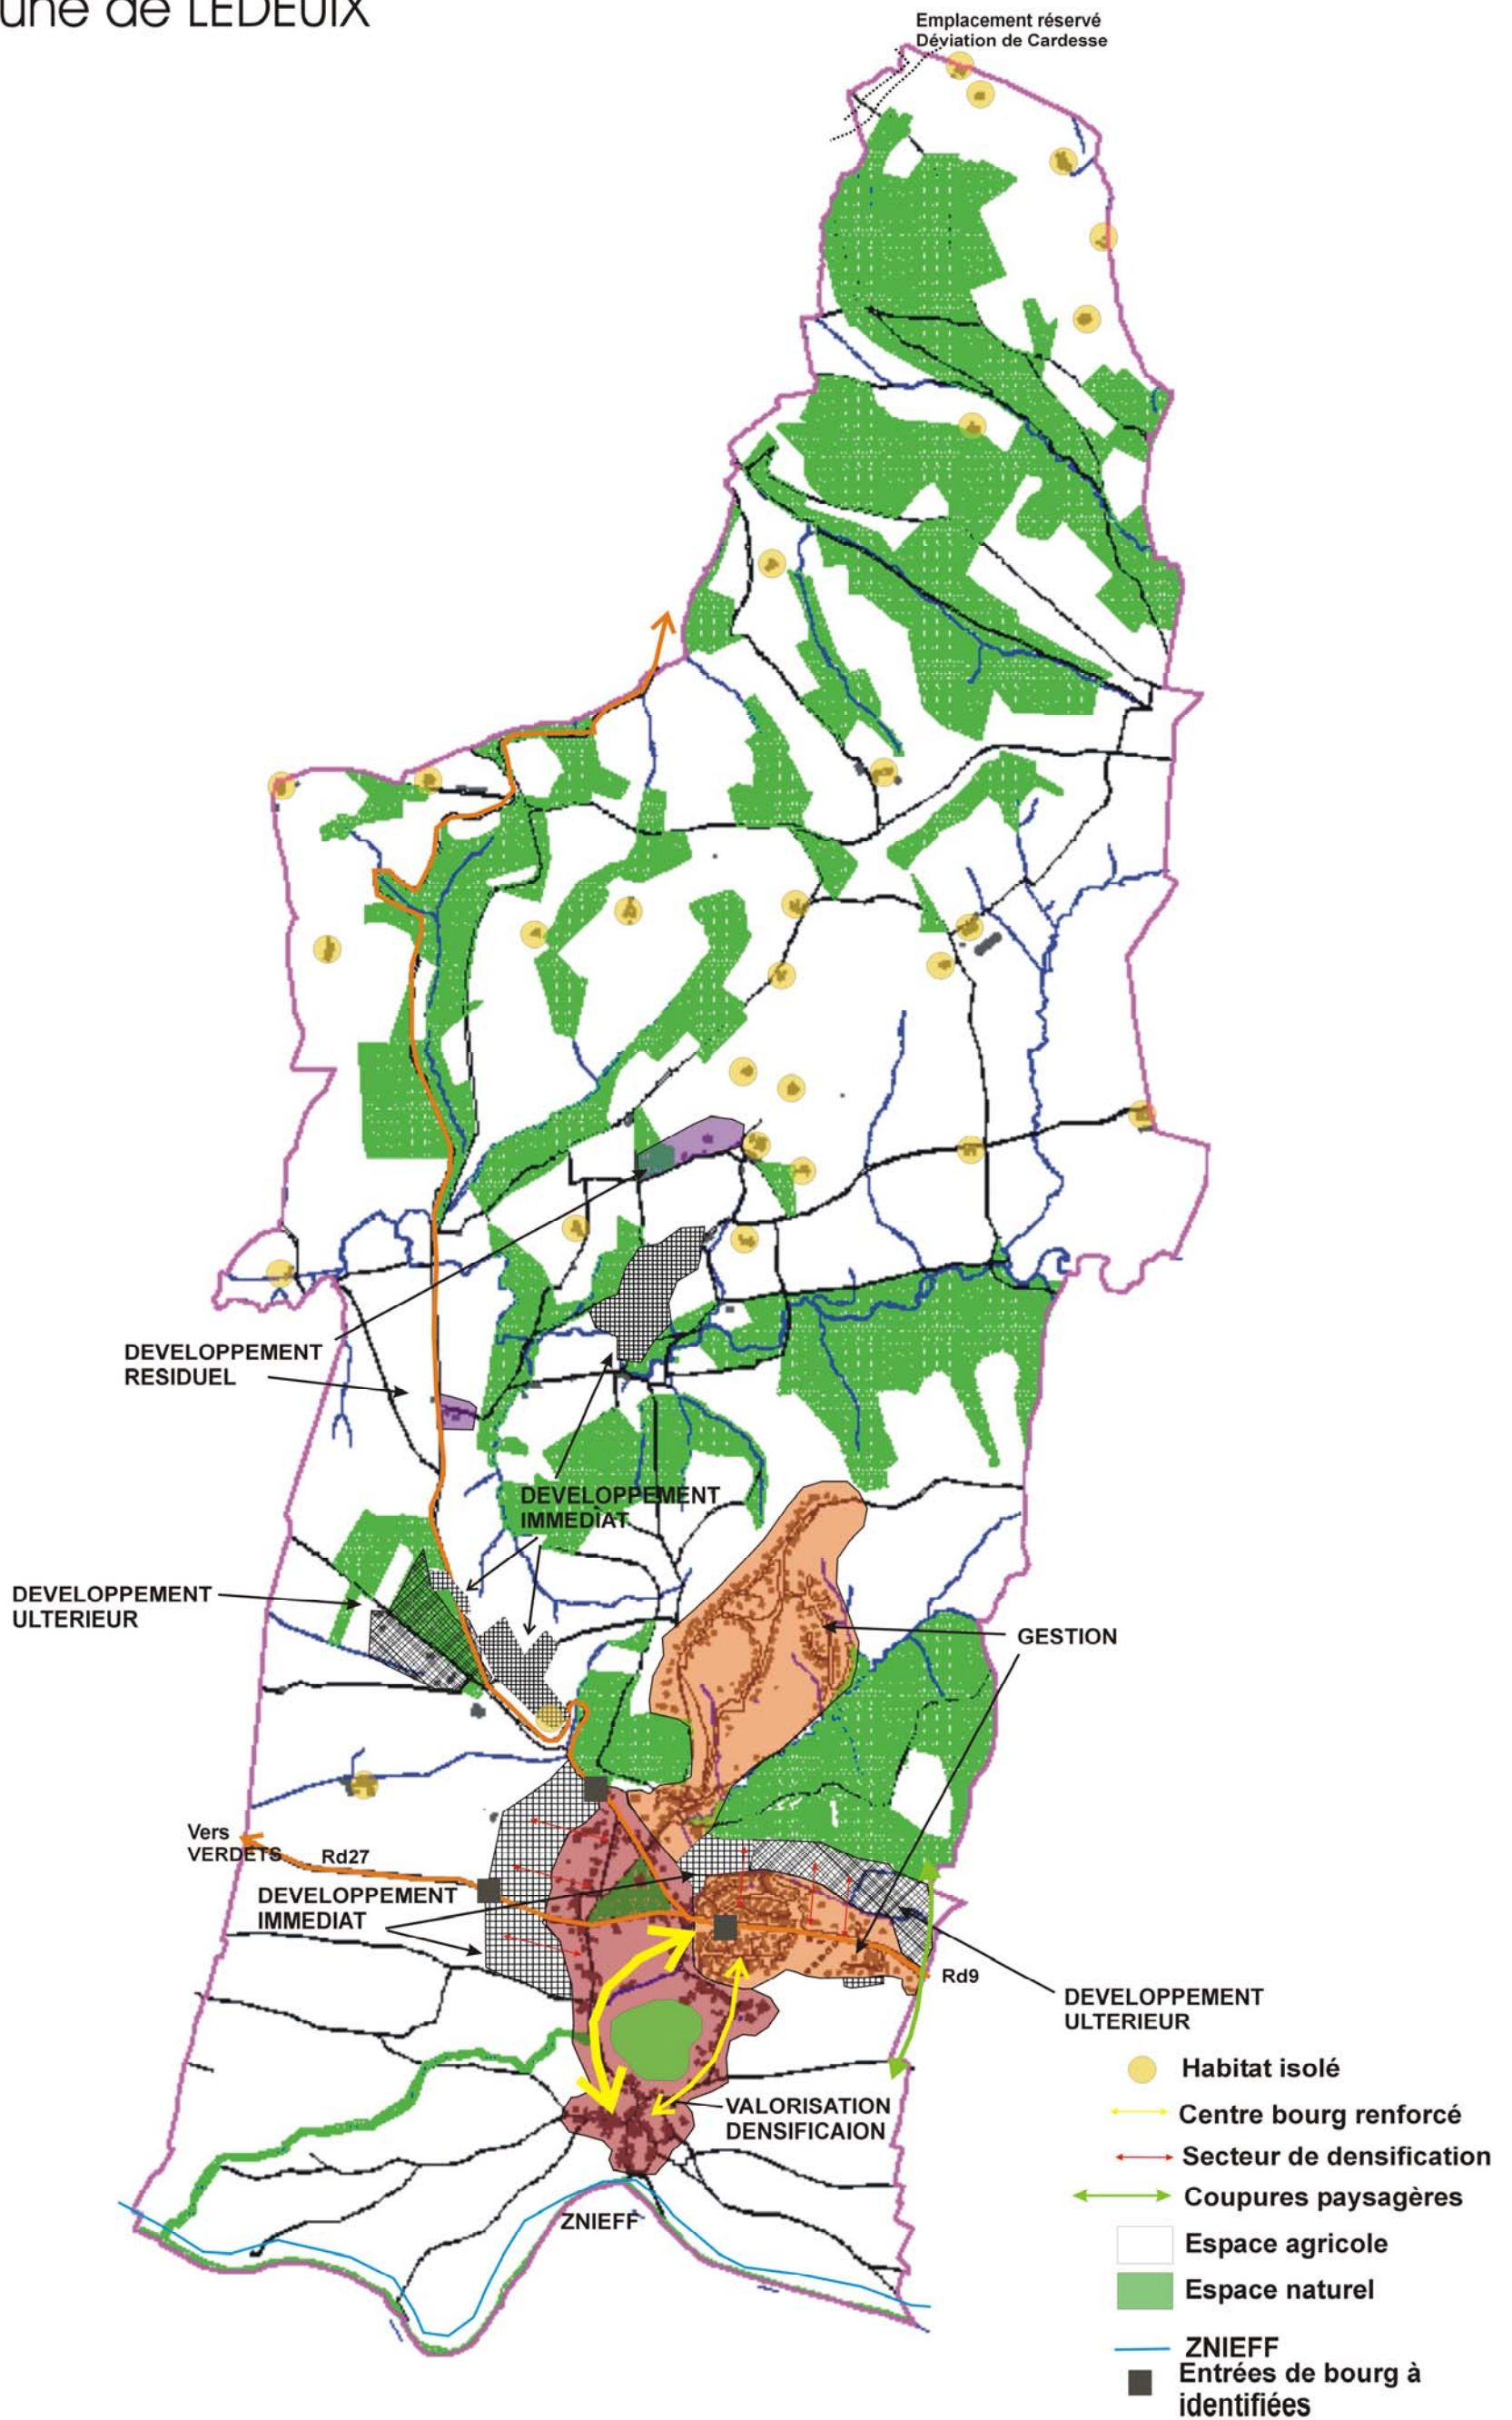 une de LEDEUIX
Emplacement réservé
Déviation de Cardesse
DEVELOPPEMENT
RESIDUEL
DEVELOPPEMENT
IMMEDIAT
DEVELOPPEMENT
ULTERIEUR
GESTION
Vers
VERDETS
Rd27
DEVELOPPEMENT
IMMEDIAT
Rd9
DEVELOPPEMENT
ULTERIEUR
VALORISATION
DENSIFICAION
ZNIEFF
Habitat isolé
Centre bourg renforcé
Secteur de densification
Coupures paysagères
Espace agricole
Espace naturel
ZNIEFF
Entrées de bourg à
identifiées